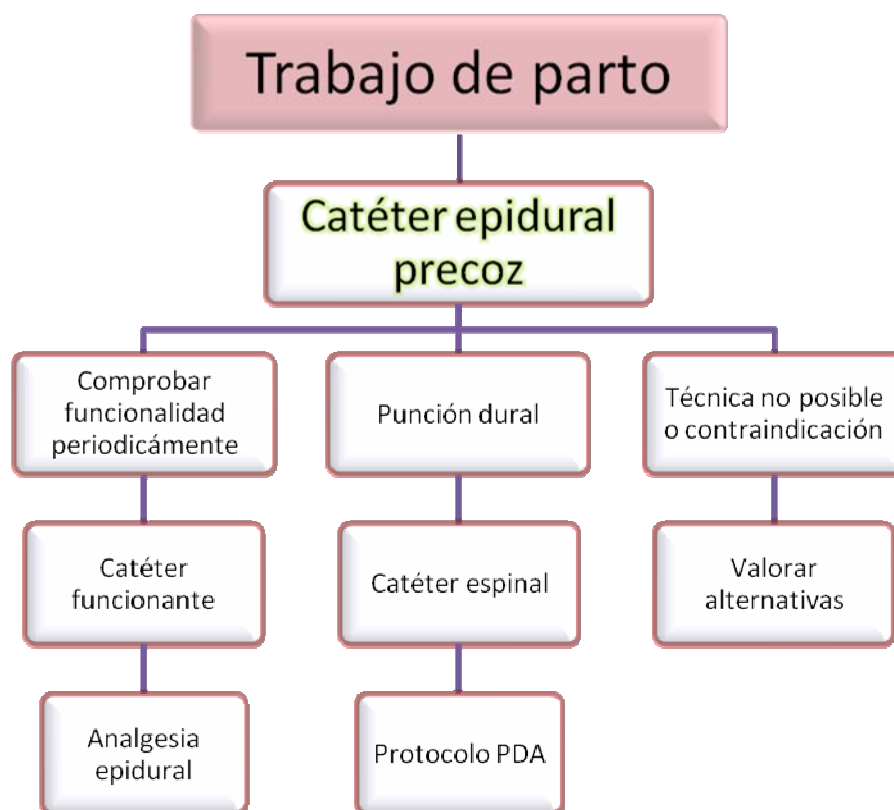 Trabajo de parto
Catéter epidural
precoz
Comprobar
funcionalidad
periodicámente
Punción dural
Técnica no posible
o contraindicación
Catéter
funcionante
Catéter espinal
Valorar
alternativas
Analgesia
epidural
Protocolo PDA